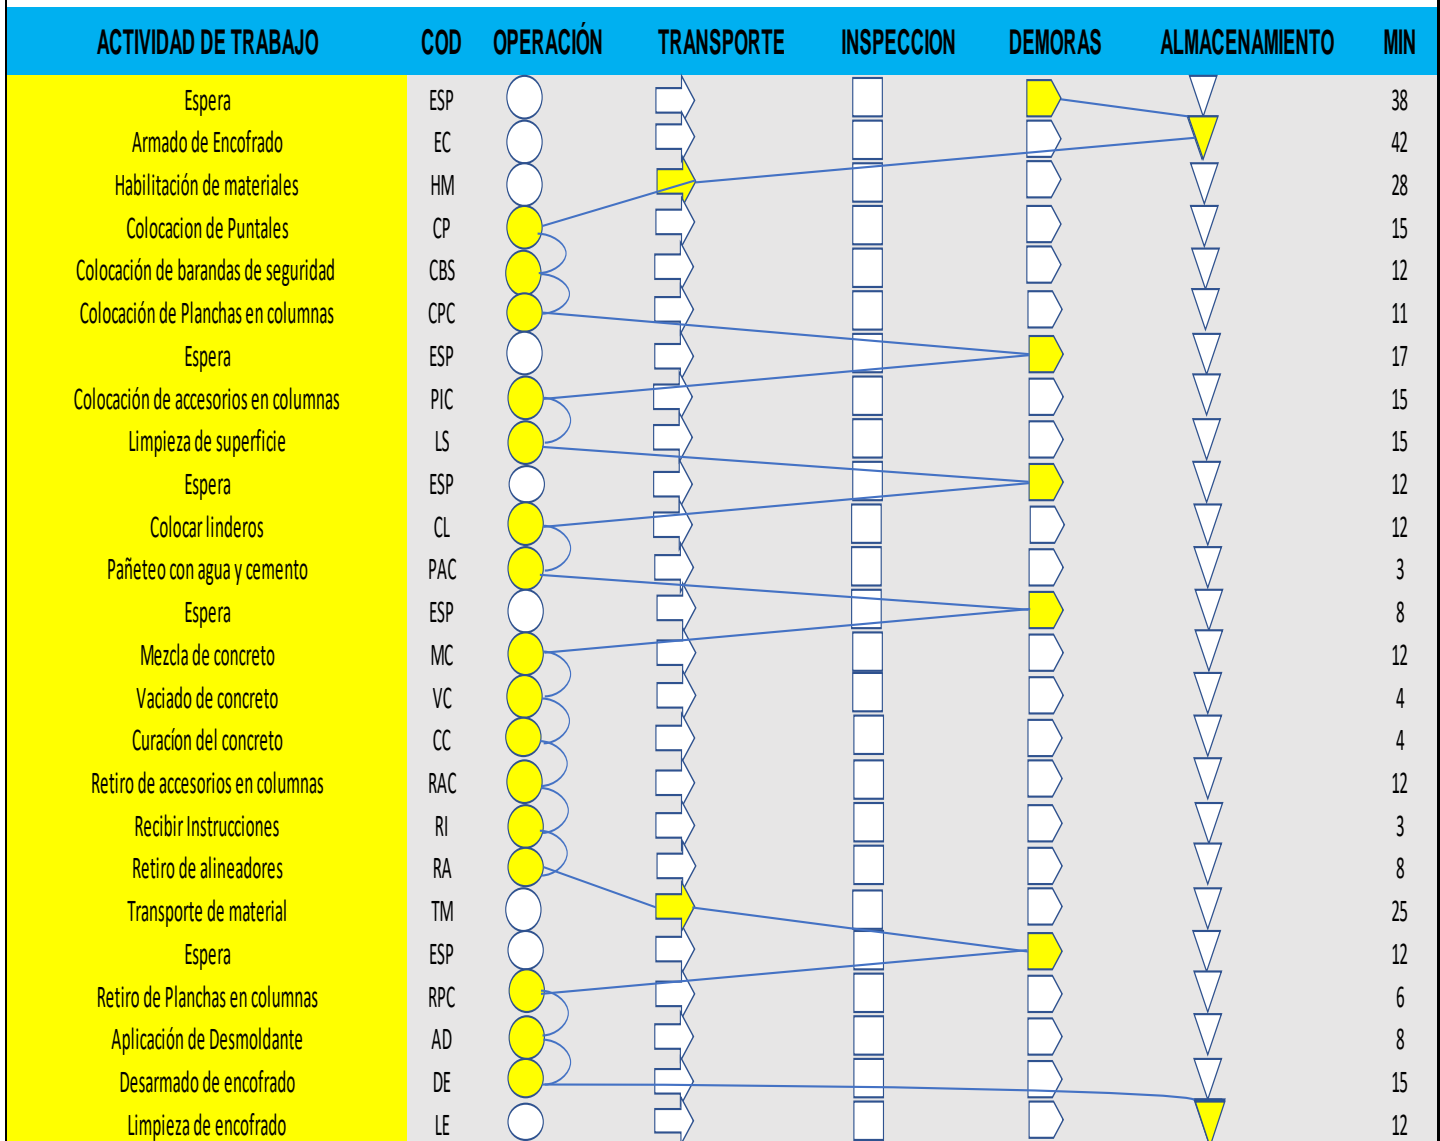 ACTIVIDAD DE TRABAJO COD OPERACIÓN TRANSPORTE INSPECCION DEMORAS ALMACENAMIENTO MIN
Espera ESP 38
Armado de Encofrado EC 42
Habilitación de materiales HM 28
Colocacion de Puntales CP 15
Colocación de barandas de seguridad CBS 12
Colocación de Planchas en columnas CPC 11
Espera ESP 17
Colocación de accesorios en columnas PIC 15
Limpieza de superficie LS 15
Espera ESP 12
Colocar linderos CL 12
Pañeteo con agua y cemento PAC 3
Espera ESP 8
Mezcla de concreto MC 12
Vaciado de concreto VC 4
Curacíon del concreto CC 4
Retiro de accesorios en columnas RAC 12
Recibir Instrucciones RI 3
Retiro de alineadores RA 8
Transporte de material TM 25
Espera ESP 12
Retiro de Planchas en columnas RPC 6
Aplicación de Desmoldante AD 8
Desarmado de encofrado DE 15
Limpieza de encofrado LE 12